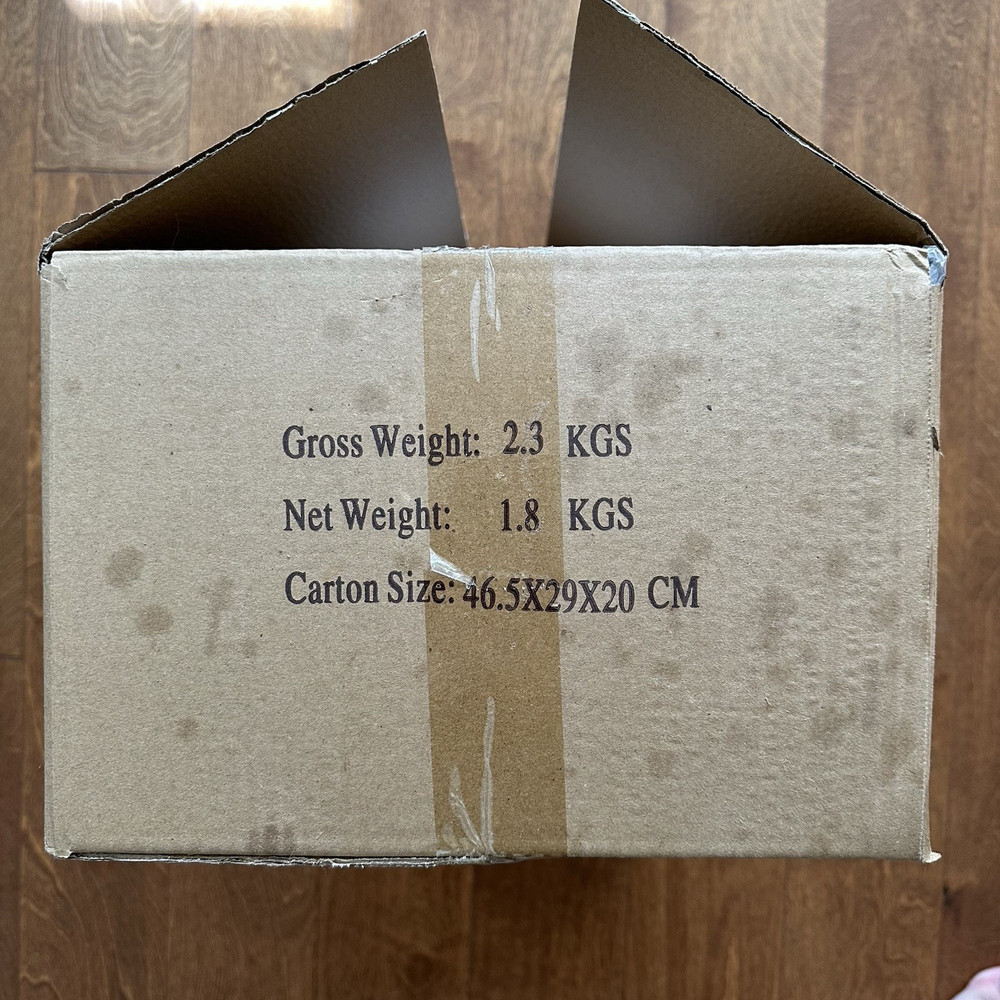 Gross Weight: 2.3 KGS
Net Weight: 1.8 KGS
Carton Size: 46.5X29X20 CM